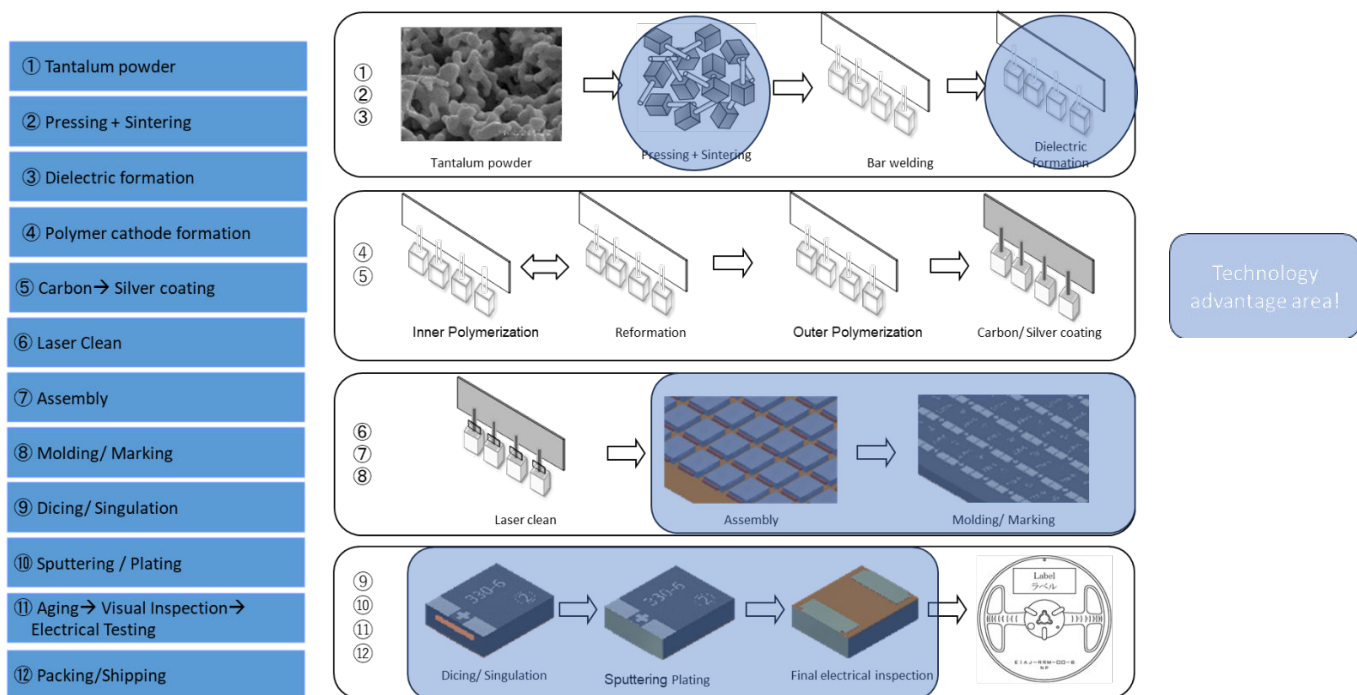 ① Tantalum powder
② Pressing + Sintering
③ Dielectric formation
④ Polymer cathode formation
⑤ Carbon→ Silver coating
⑥ Laser Clean
⑦ Assembly
⑧ Molding/ Marking
⑨ Dicing/ Singulation
⑩ Sputtering / Plating
⑪ Aging→ Visual Inspection→
Electrical Testing
⑫ Packing/Shipping
①
②
③
Tantalum powder
Pressing + Sintering
Bar welding
Dielectric
formation
④
⑤
Inner Polymerization
Reformation
Outer Polymerization
Carbon/ Silver coating
⑥
⑦
⑧
Laser clean
Assembly
Molding/ Marking
⑨
⑩
⑪
⑫
330-6
Dicing/ Singulation
330-6
Sputtering Plating
Final electrical inspection
Label
ラベル
Technology
advantage area!